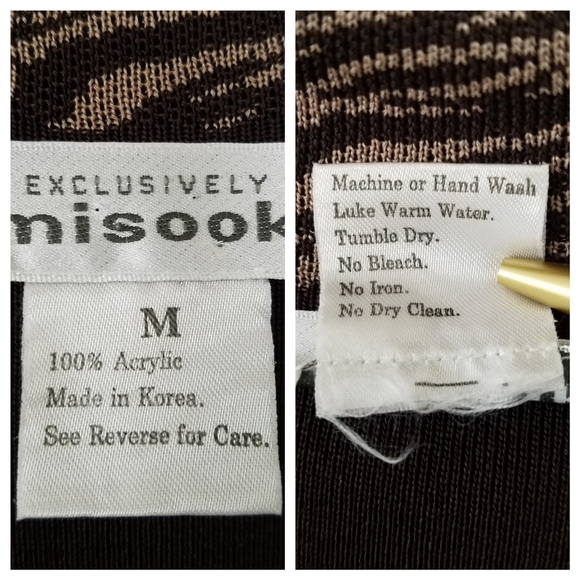 EXCLUSIVELY
misook
M
100% Acrylic
Made in Korea.
See Reverse for Care.
Machine or Hand Wash
Luke Warm Water.
Tumble Dry.
No Bleach.
No Iron.
No Dry Clean.